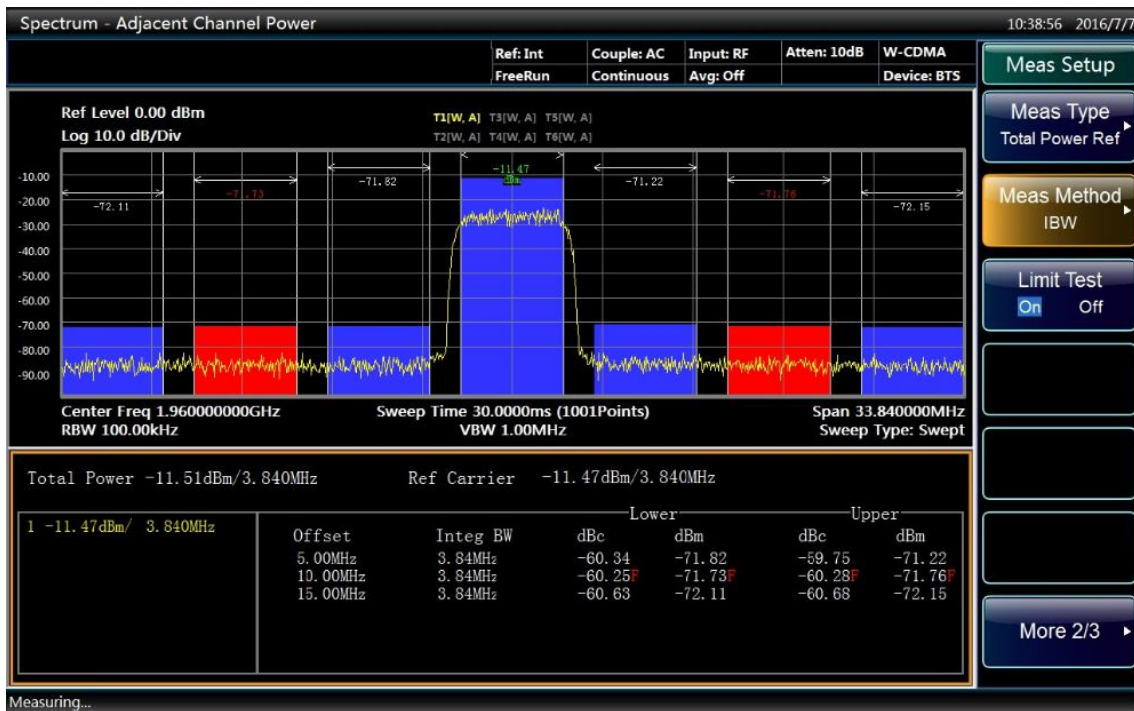 Spectrum - Adjacent Channel Power 10:38:56 2016/7/7
Ref: Int Couple: AC Input: RF Atten: 10dB W-CDMA
FreeRun Continuous Avg: Off Device: BTS
Meas Setup
Meas Type
Total Power Ref
Meas Method
IBW
Limit Test
On Off
More 2/3
Ref Level 0.00 dBm
Log 10.0 dB/Div
T1[W, A] T3[W, A] T5[W, A]
T2[W, A] T4[W, A] T6[W, A]
-10.00
-20.00
-30.00
-40.00
-50.00
-60.00
-70.00
-80.00
-90.00
-72.11 -71.73 -71.82 -11.47 -71.22 -71.76 -72.15
dBm
Center Freq 1.960000000GHz Sweep Time 30.0000ms (1001Points) Span 33.840000MHz
RBW 100.00kHz VBW 1.00MHz Sweep Type: Swept
Total Power -11.51dBm/3.840MHz Ref Carrier -11.47dBm/3.840MHz
1 -11.47dBm/ 3.840MHz
Lower Upper
Offset Integ BW dBc dBm dBc dBm
5.00MHz 3.84MHz -60.34 -71.82 -59.75 -71.22
10.00MHz 3.84MHz -60.25F -71.73F -60.28F -71.76F
15.00MHz 3.84MHz -60.63 -72.11 -60.68 -72.15
Measuring...